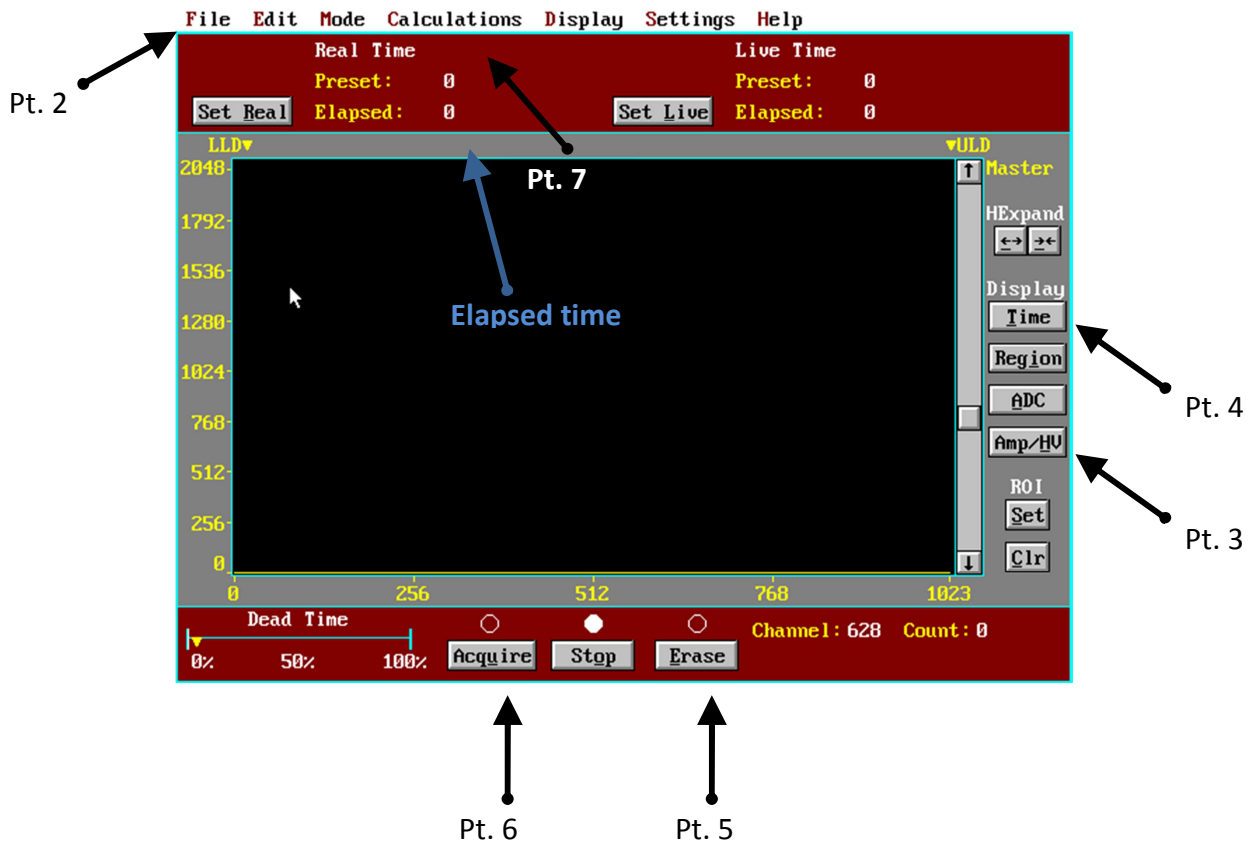 File Edit Mode Calculations Display Settings Help
Real Time Live Time
Pt. 2
Preset: 0 Preset: 0
Set Real Elapsed: 0 Set Live Elapsed: 0
LLD▼ ▼ULD
2048 ↑ Master
Pt. 7
1792
HExpand
←→ →←
1536
Display
Elapsed time
1280
Time
Region
1024
ADC
Pt. 4
768
Amp/HV
512
ROI
Set
256
Pt. 3
0 ↓ Clr
0 256 512 768 1023
Dead Time
Channel: 628 Count: 0
0% 50% 100% Acquire Stop Erase
Pt. 6 Pt. 5